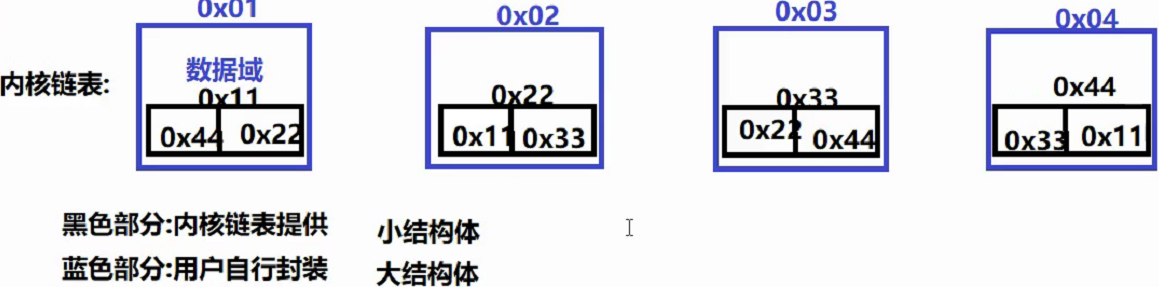 0x01 0x02 0x03 0x04
内核链表:
数据域
0x11 0x22 0x33 0x44
0x44 0x22 0x11 0x33 0x22 0x44 0x33 0x11
黑色部分:内核链表提供 小结构体
蓝色部分:用户自行封装 大结构体